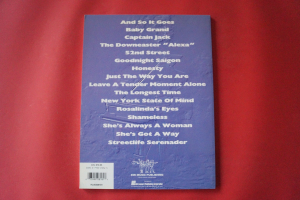 And So It Goes
Baby Grand
Captain Jack
The Downeaster "Alexa"
52nd Street
Goodnight Saigon
Honesty
Just The Way You Are
Leave A Tender Moment Alone
The Longest Time
New York State Of Mind
Rosalinda's Eyes
Shameless
She's Always A Woman
She's Got A Way
Streetlife Serenader